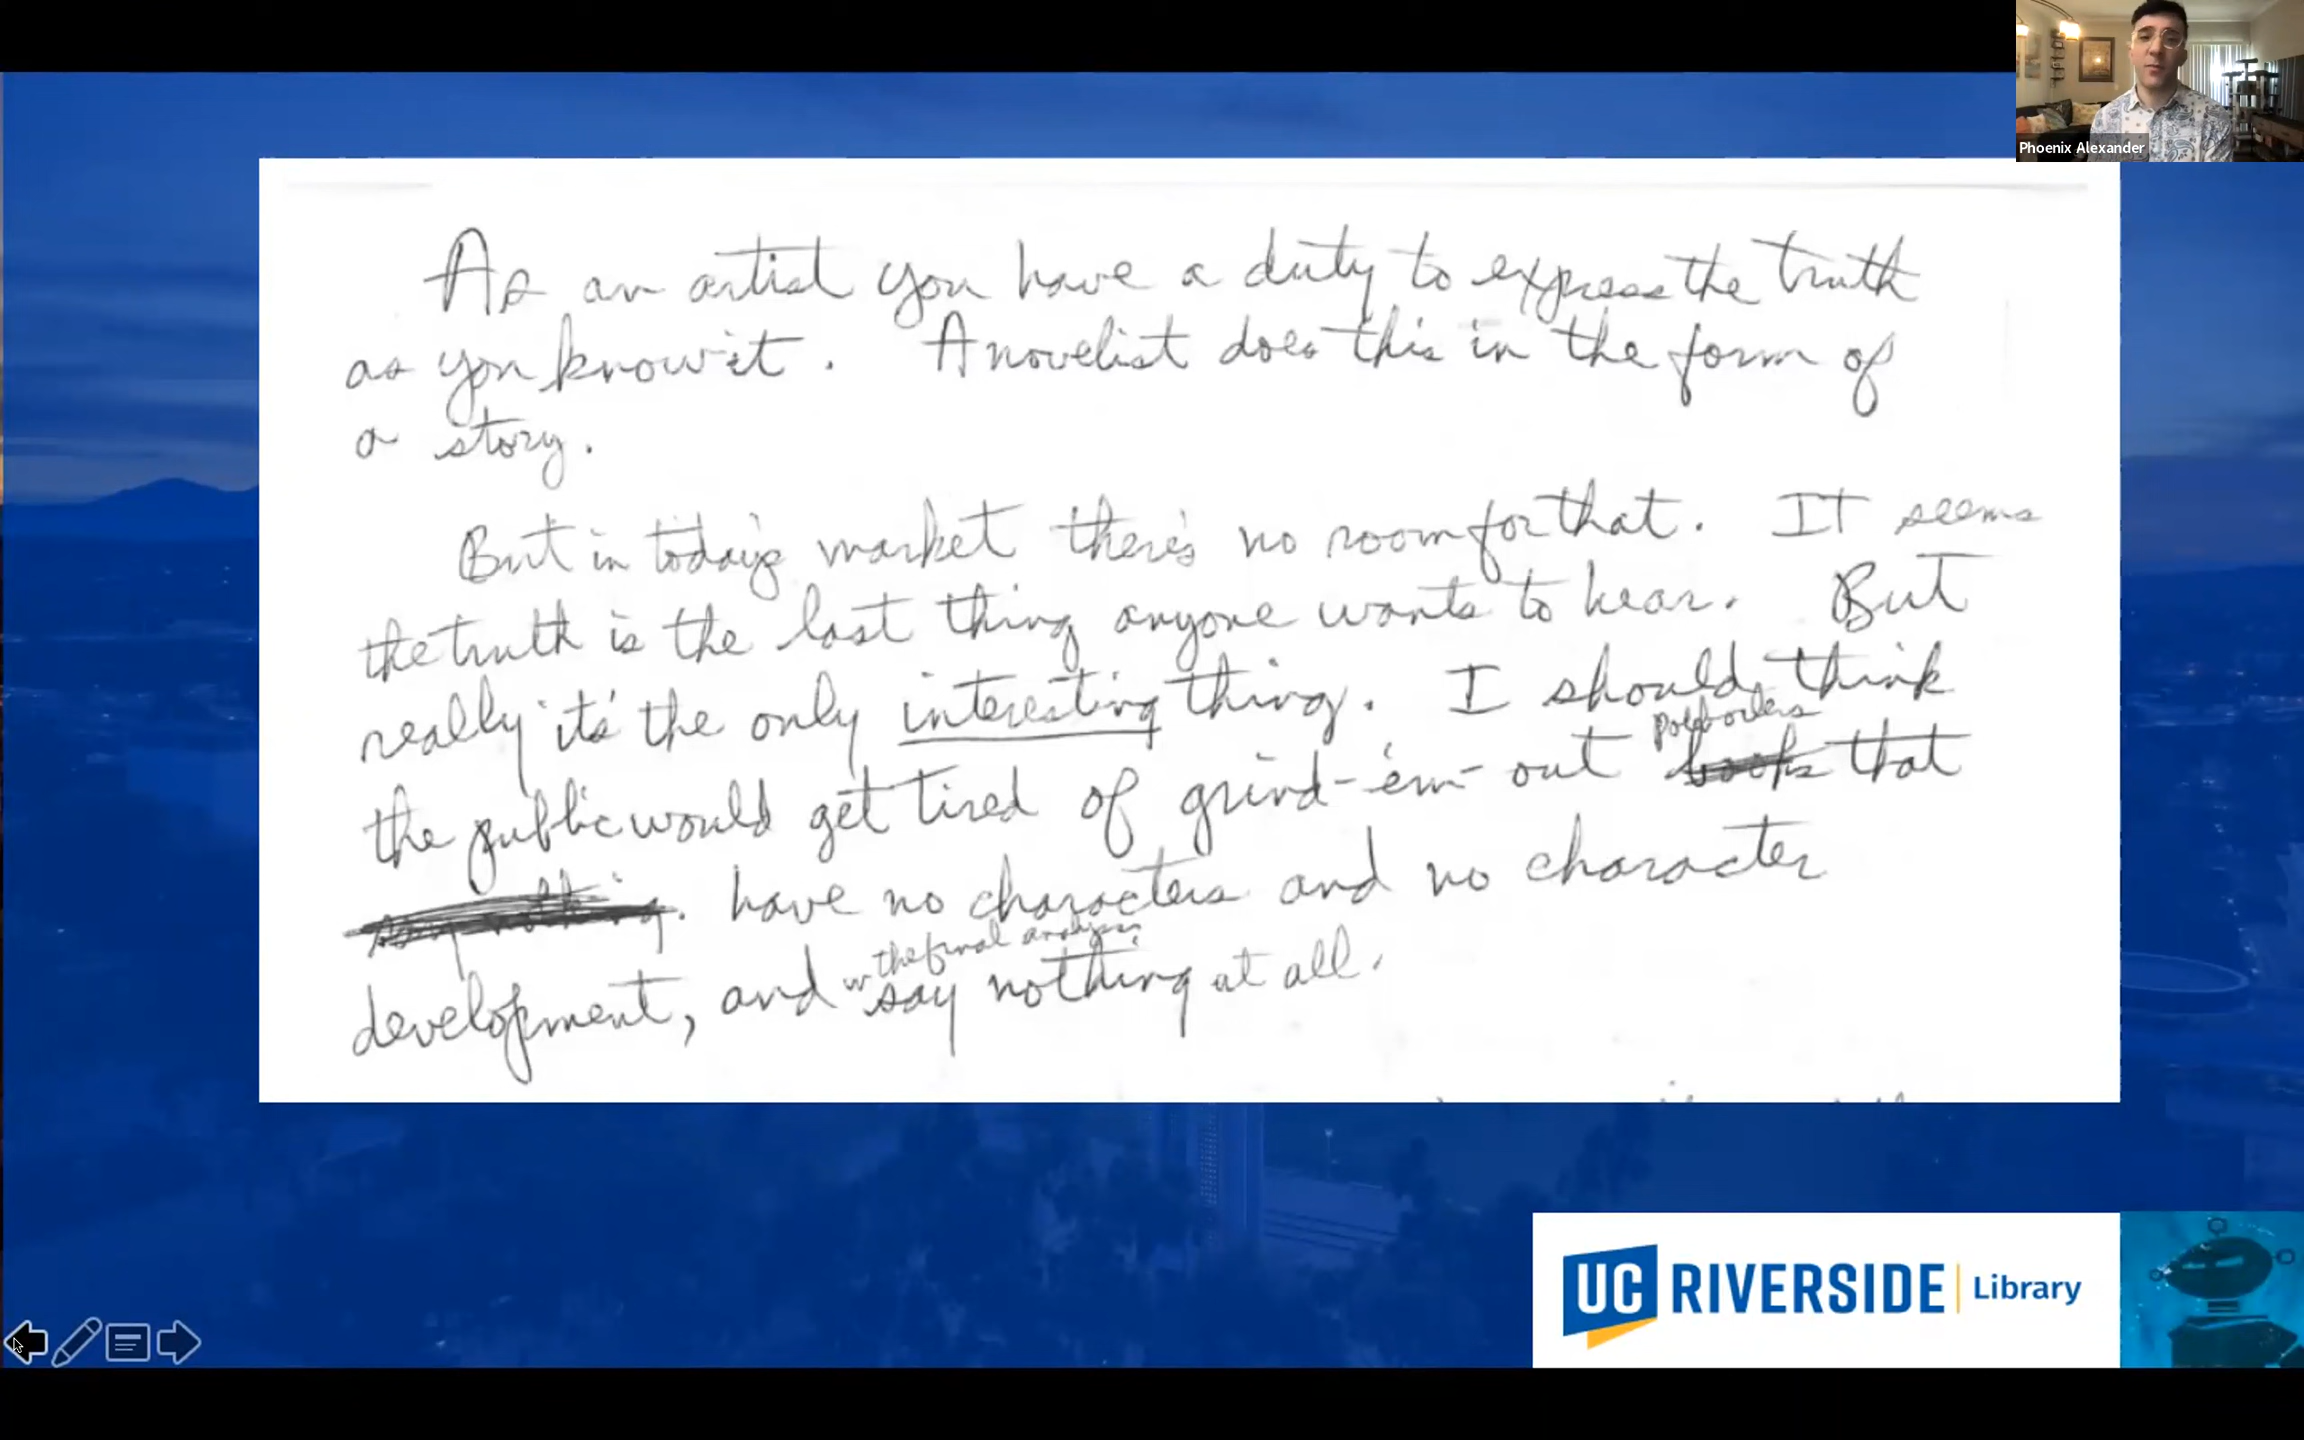 Phoenix Alexander
As an artist you have a duty to express the truth
as you know it. A novelist does this in the form of
a story.
But in today's market there's no room for that. It seems
the truth is the last thing anyone wants to hear. But
really it's the only interesting thing. I should think
potboilers
the public would get tired of grind-'em-out books that
say nothing. have no characters and no character
in the final analysis,
development, and say nothing at all.
UC RIVERSIDE Library